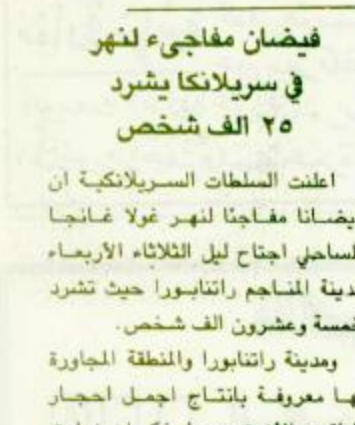 فيضان مفاجىء لنهر
في سريلانكا يشرد
٢٥ الف شخص
اعلنت السلطات السريلانكية ان
فيضانا مفاجئا لنهر غولا غانجا
الساحلي اجتاح ليل الثلاثاء الأربعاء
مدينة المناجم راتنابورا حيث تشرد
خمسة وعشرون الف شخص.
ومدينة راتنابورا والمنطقة المجاورة
لها معروفة بانتاج اجمل احجار